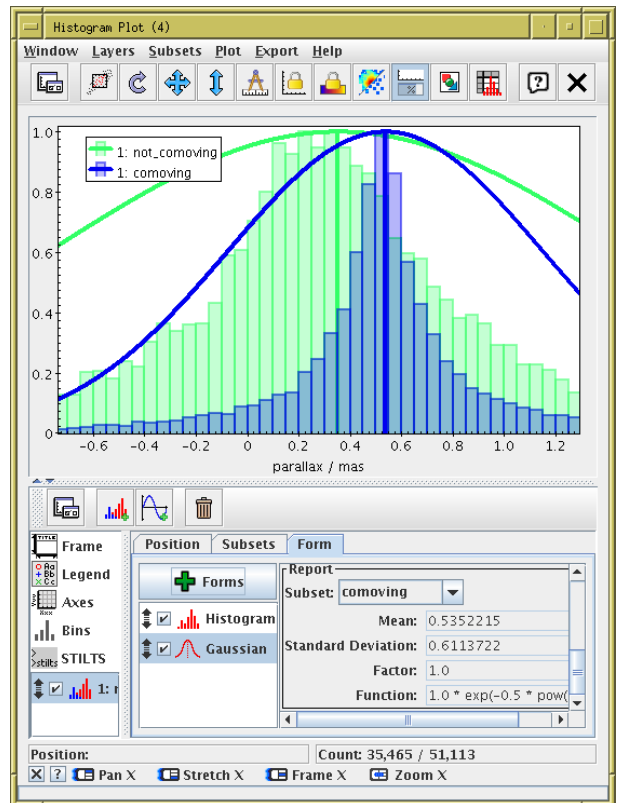 Histogram Plot (4)
Window Layers Subsets Plot Export Help
1.0
0.8
0.6
0.4
0.2
0
1: not_comoving
1: comoving
-0.6 -0.4 -0.2 0 0.2 0.4 0.6 0.8 1.0 1.2
parallax / mas
Frame
Legend
Axes
Bins
>stilts STILTS
1:
Position Subsets Form
Forms
Histogram
Gaussian
Report
Subset: comoving
Mean: 0.5352215
Standard Deviation: 0.6113722
Factor: 1.0
Function: 1.0 * exp(-0.5 * pow(
Position:
Count: 35,465 / 51,113
Pan X Stretch X Frame X Zoom X